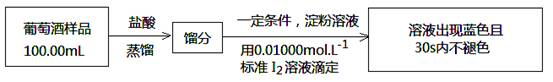 葡萄酒样品
100.00mL
盐酸
蒸馏
馏分
一定条件，淀粉溶液
用0.01000mol.L-1
标准 I2 溶液滴定
溶液出现蓝色且
30s内不褪色